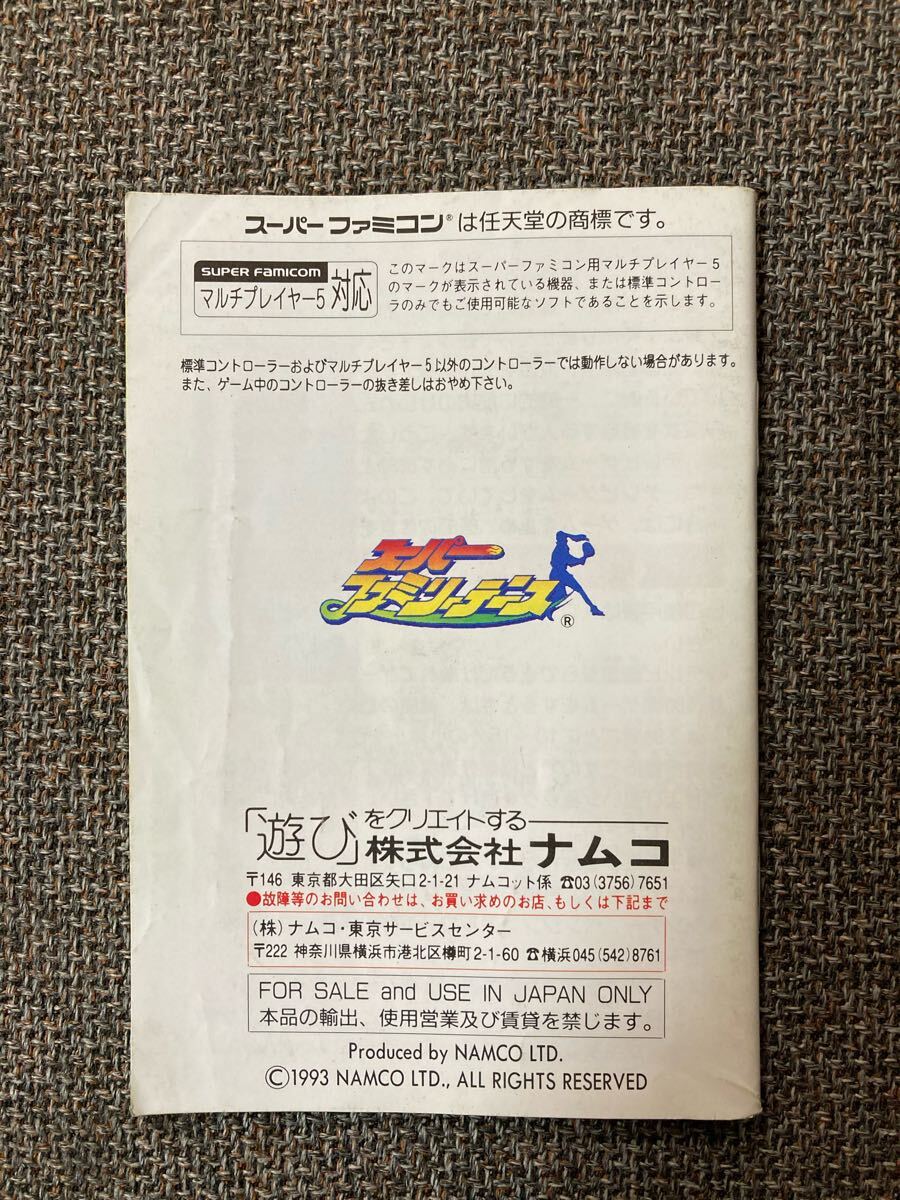 スーパーファミコン®は任天堂の商標です。
SUPER FAMICOM
マルチプレイヤー5
対応
このマークはスーパーファミコン用マルチプレイヤー5
のマークが表示されている機器、または標準コントロー
ラのみでもご使用可能なソフトであることを示します。
標準コントローラーおよびマルチプレイヤー5以外のコントローラーでは動作しない場合があります。
また、ゲーム中のコントローラーの抜き差しはおやめ下さい。
スーパー
ファミリーテニス
®
「遊び」をクリエイトする――
株式会社ナムコ
〒146 東京都大田区矢口2-1-21 ナムコット係 ☎03(3756)7651
●故障等のお問い合わせは、お買い求めのお店、もしくは下記まで
(株)ナムコ・東京サービスセンター
〒222 神奈川県横浜市港北区樽町2-1-60 ☎横浜045(542)8761
FOR SALE and USE IN JAPAN ONLY
本品の輸出、使用営業及び賃貸を禁じます。
Produced by NAMCO LTD.
©1993 NAMCO LTD., ALL RIGHTS RESERVED